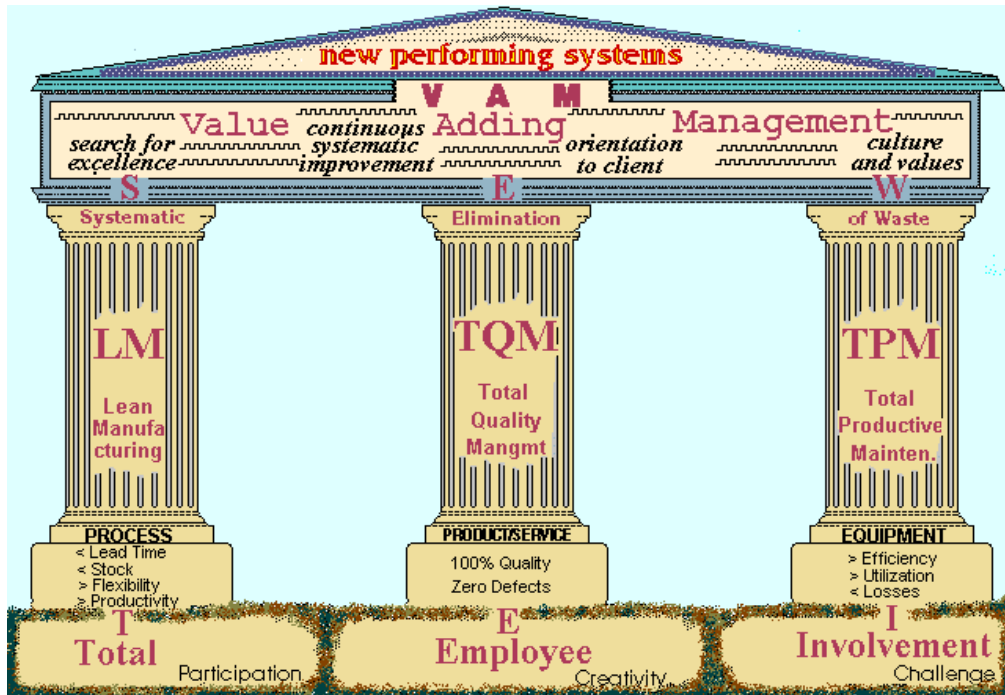 new performing systems
V A M
Value Adding Management
search for excellence
continuous systematic improvement
orientation to client
culture and values
S E W
Systematic Elimination of Waste
LM
Lean
Manufa
cturing
TQM
Total
Quality
Mangmt
TPM
Total
Productive
Mainten.
PROCESS
< Lead Time
< Stock
> Flexibility
> Productivity
PRODUCT/SERVICE
100% Quality
Zero Defects
EQUIPMENT
> Efficiency
> Utilization
< Losses
T E I
Total Employee Involvement
Participation Creativity... Challenge